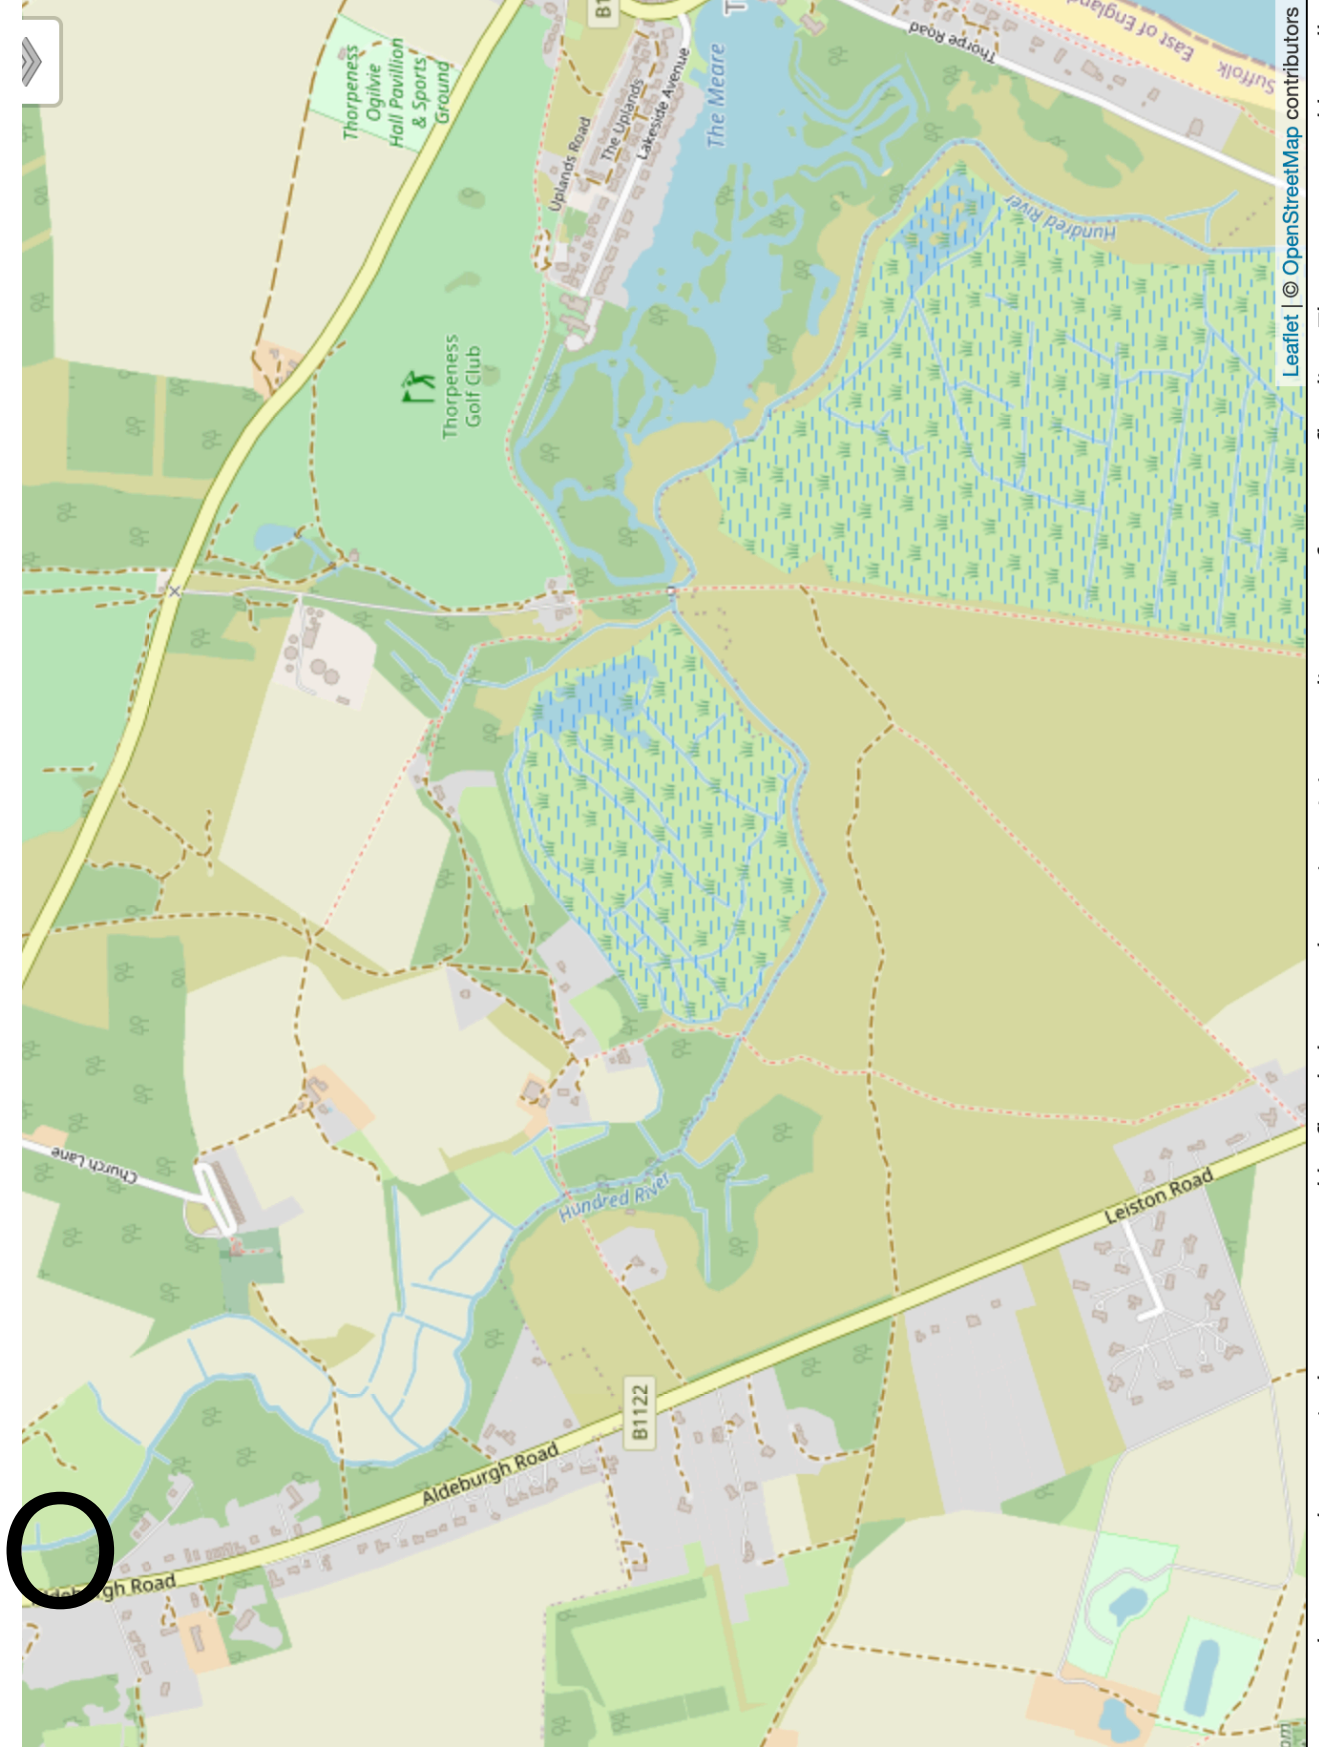 Thorpeness
Ogilvie
Hall Pavillion
& Sports
Ground
Uplands Road
The Uplands
Lakeside Avenue
The Meare
Thorpe Road
East of England
Suffolk
Hundred River
Thorpeness
Golf Club
Church Lane
Hundred River
Leiston Road
B1122
Aldeburgh Road
Aldeburgh Road
Leaflet | © OpenStreetMap contributors